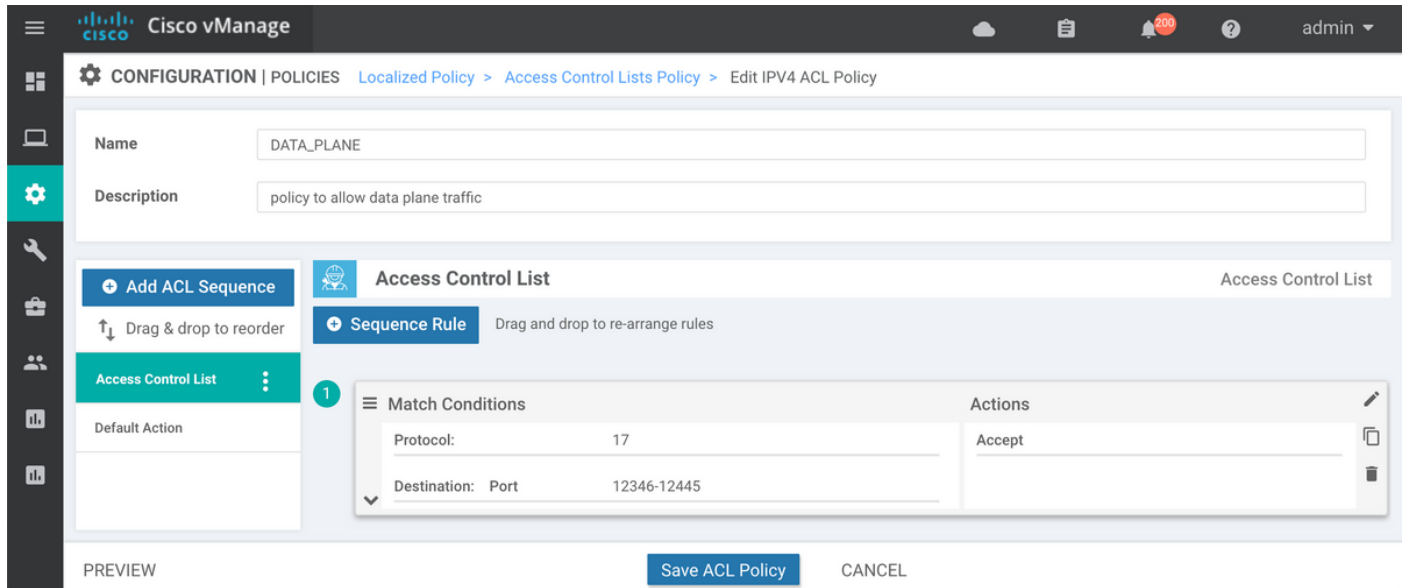 cisco Cisco vManage 200 admin
CONFIGURATION | POLICIES Localized Policy > Access Control Lists Policy > Edit IPV4 ACL Policy
Name DATA_PLANE
Description policy to allow data plane traffic
Add ACL Sequence
Drag & drop to reorder
Access Control List
Default Action
Access Control List Access Control List
Sequence Rule Drag and drop to re-arrange rules
1
Match Conditions Actions
Protocol: 17 Accept
Destination: Port 12346-12445
PREVIEW Save ACL Policy CANCEL